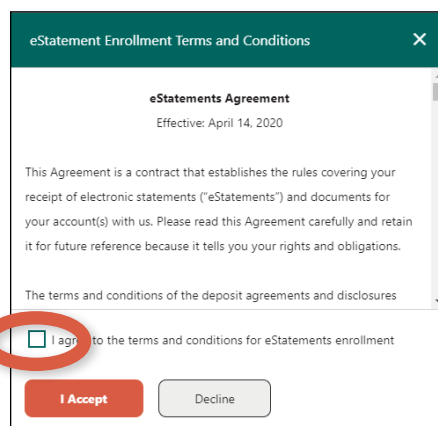 eStatement Enrollment Terms and Conditions
eStatements Agreement
Effective: April 14, 2020
This Agreement is a contract that establishes the rules covering your
receipt of electronic statements ("eStatements") and documents for
your account(s) with us. Please read this Agreement carefully and retain
it for future reference because it tells you your rights and obligations.
The terms and conditions of the deposit agreements and disclosures
I agree to the terms and conditions for eStatements enrollment
I Accept
Decline